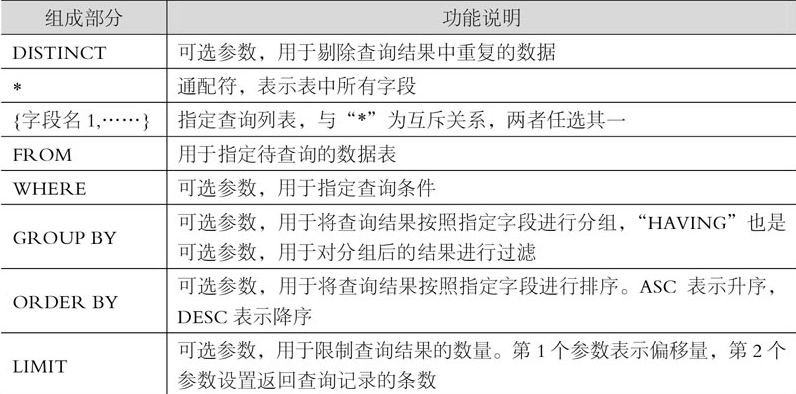 组成部分 功能说明
DISTINCT 可选参数，用于剔除查询结果中重复的数据
* 通配符，表示表中所有字段
{字段名1,……} 指定查询列表，与“*”为互斥关系，两者任选其一
FROM 用于指定待查询的数据表
WHERE 可选参数，用于指定查询条件
GROUP BY 可选参数，用于将查询结果按照指定字段进行分组，“HAVING”也是
可选参数，用于对分组后的结果进行过滤
ORDER BY 可选参数，用于将查询结果按照指定字段进行排序。ASC 表示升序，
DESC 表示降序
LIMIT 可选参数，用于限制查询结果的数量。第1个参数表示偏移量，第2个
参数设置返回查询记录的条数